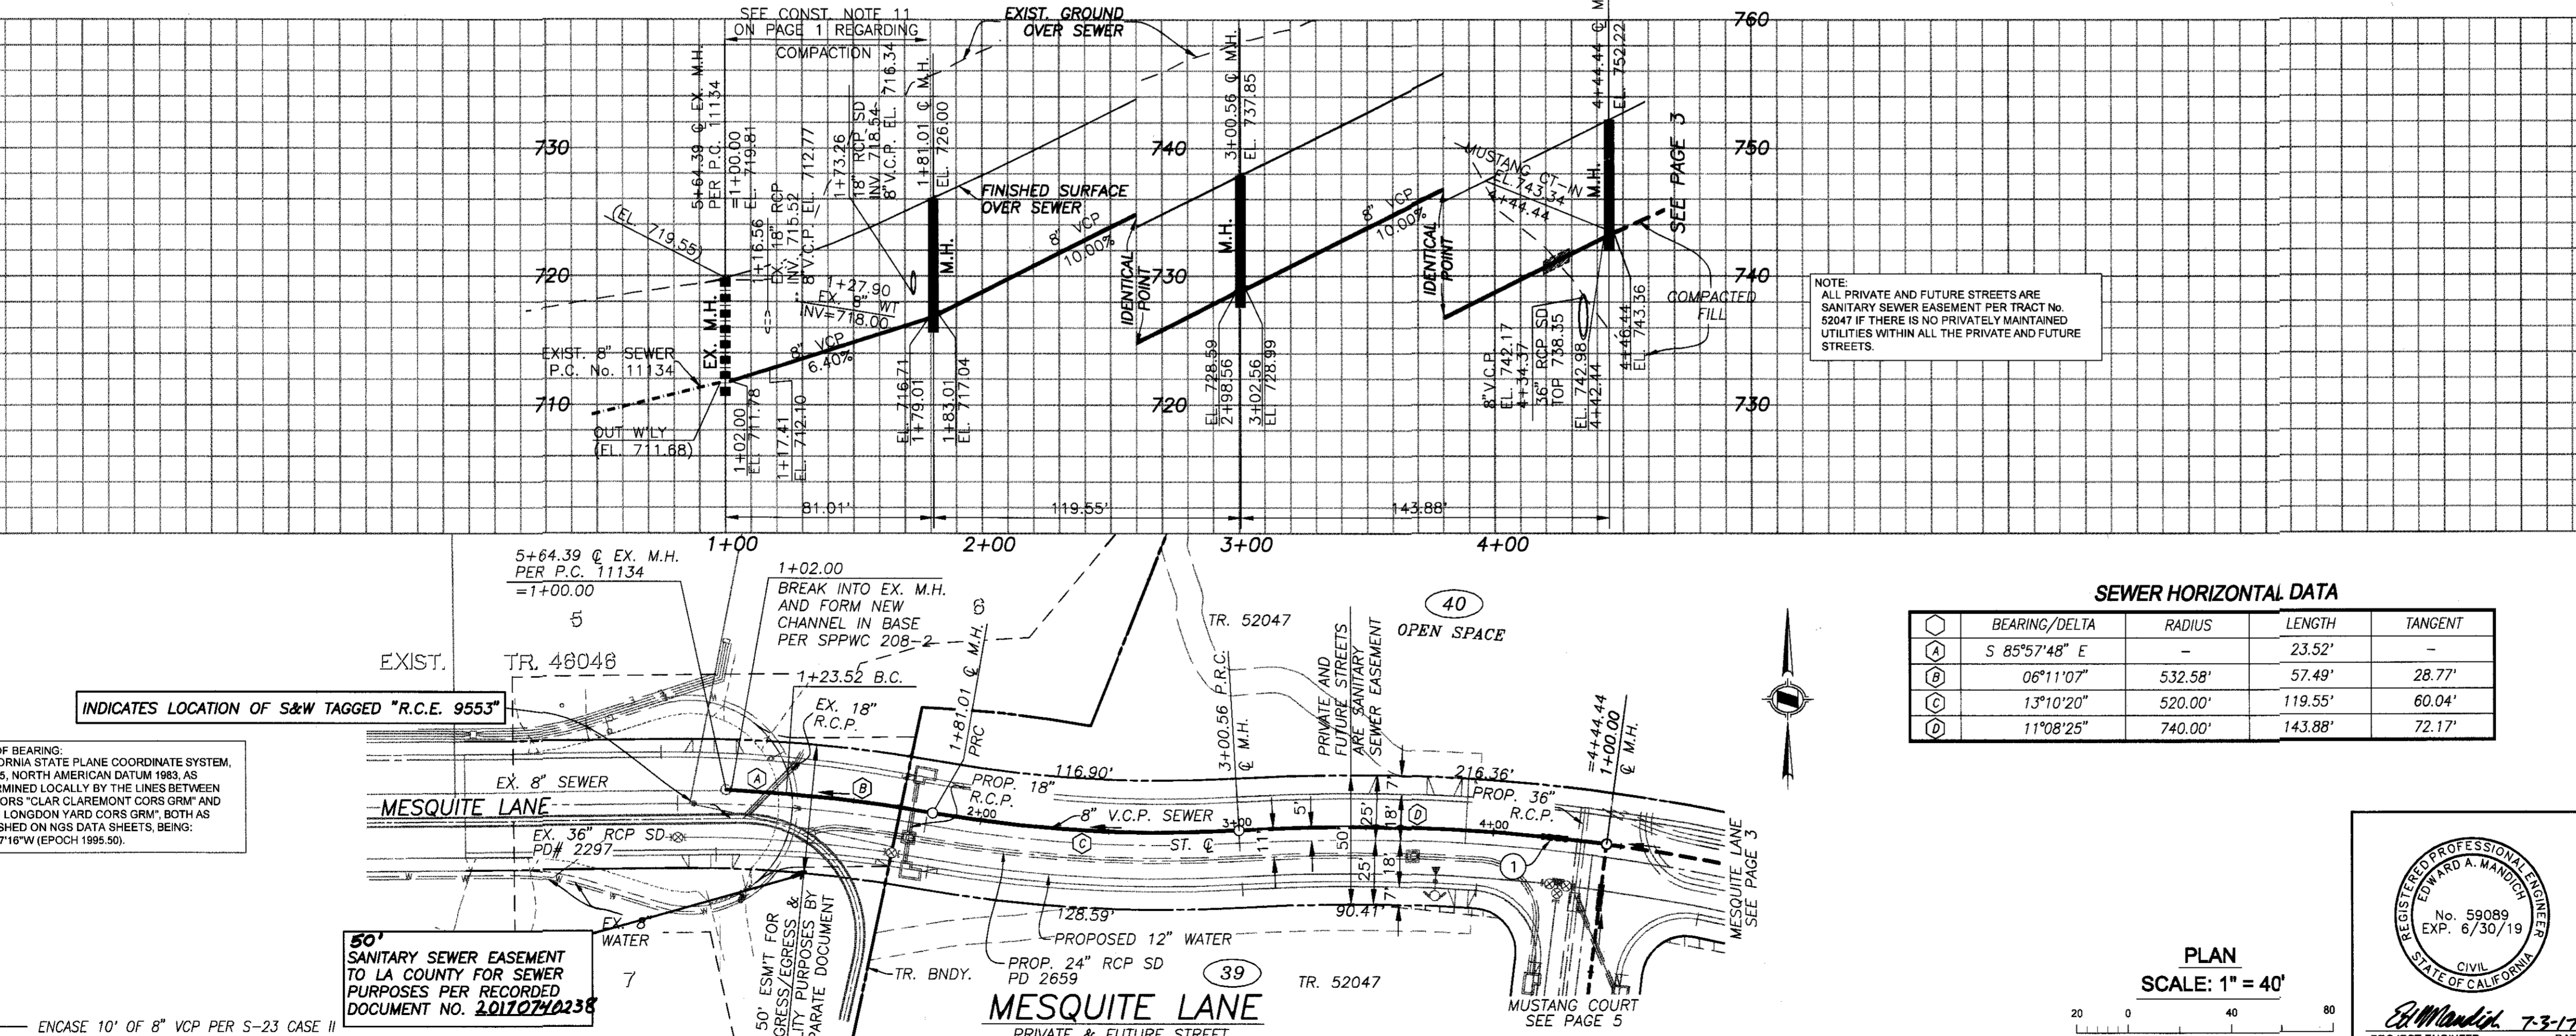 SEE CONST. NOTE 11
ON PAGE 1 REGARDING
COMPACTION
EXIST. GROUND
OVER SEWER
760
5+64.39 ℄ EX. M.H.
PER P.C. 11134
=1+00.00
EL. 719.81
1+16.56
EX. 18" RCP
INV. 715.52
8" V.C.P. EL. 712.77
1+73.26
18" RCP SD
INV. 718.54
8" V.C.P. EL. 716.34
1+81.01 ℄ M.H.
EL. 726.00
3+00.56 ℄ M.H.
EL. 737.85
4+44.44 ℄ M
EL. 752.22
730
740
750
(EL. 719.55)
FINISHED SURFACE
OVER SEWER
MUSTANG CT-IN
EL. 743.34
4+44.44
SEE PAGE 3
EX. M.H.
M.H.
M.H.
M.H.
8" VCP
10.00%
8" VCP
10.00%
IDENTICAL
POINT
IDENTICAL
POINT
720
730
740
1+27.90
EX. 8" WT
INV=718.00
8" VCP
6.40%
EXIST. 8" SEWER
P.C. No. 11134
COMPACTED
FILL
NOTE:
ALL PRIVATE AND FUTURE STREETS ARE
SANITARY SEWER EASEMENT PER TRACT No.
52047 IF THERE IS NO PRIVATELY MAINTAINED
UTILITIES WITHIN ALL THE PRIVATE AND FUTURE
STREETS.
710
720
730
OUT W'LY
(EL. 711.68)
1+02.00
EL. 711.78
1+17.41
EL. 712.10
EL. 716.71
1+79.01
1+83.01
EL. 717.04
EL. 728.59
2+98.56
3+02.56
EL. 728.99
8" V.C.P.
EL. 742.17
4+34.37
36" RCP SD
TOP 738.35
EL. 742.98
4+42.44
4+46.44
EL. 743.36
81.01'
119.55'
143.88'
1+00
2+00
3+00
4+00
5+64.39 ℄ EX. M.H.
PER P.C. 11134
=1+00.00
1+02.00
BREAK INTO EX. M.H.
AND FORM NEW
CHANNEL IN BASE
PER SPPWC 208-2
5
6
EXIST.
TR. 46046
TR. 52047
40
OPEN SPACE
1+23.52 B.C.
EX. 18"
R.C.P.
1+81.01 ℄ M.H.
PRC
3+00.56 P.R.C.
℄ M.H.
PRIVATE AND
FUTURE STREETS
ARE SANITARY
SEWER EASEMENT
=4+44.44
1+00.00
℄ M.H.
SEWER HORIZONTAL DATA
BEARING/DELTA RADIUS LENGTH TANGENT
A S 85°57'48" E - 23.52' -
B 06°11'07" 532.58' 57.49' 28.77'
C 13°10'20" 520.00' 119.55' 60.04'
D 11°08'25" 740.00' 143.88' 72.17'
INDICATES LOCATION OF S&W TAGGED "R.C.E. 9553"
OF BEARING:
ORNIA STATE PLANE COORDINATE SYSTEM,
5, NORTH AMERICAN DATUM 1983, AS
RMINED LOCALLY BY THE LINES BETWEEN
ORS "CLAR CLAREMONT CORS GRM" AND
LONGDON YARD CORS GRM", BOTH AS
SHED ON NGS DATA SHEETS, BEING:
7'16"W (EPOCH 1995.50).
EX. 8" SEWER
A
B
MESQUITE LANE
EX. 36" RCP SD
PD# 2297
PROP. 18"
R.C.P.
2+00
116.90'
8" V.C.P. SEWER
3+00
C
ST. ℄
11'
5'
50'
25'
18'
7'
25'
18'
7'
D
216.36'
PROP. 36"
R.C.P.
4+00
1
MESQUITE LANE
SEE PAGE 3
128.59'
90.41'
EX. 8"
WATER
PROPOSED 12" WATER
PROP. 24" RCP SD
PD 2659
TR. BNDY.
39
TR. 52047
7
50' ESM'T FOR
GRESS/EGRESS &
LITY PURPOSES BY
PARATE DOCUMENT
50'
SANITARY SEWER EASEMENT
TO LA COUNTY FOR SEWER
PURPOSES PER RECORDED
DOCUMENT NO. 20170740238
MUSTANG COURT
SEE PAGE 5
MESQUITE LANE
PRIVATE & FUTURE STREET
ENCASE 10' OF 8" VCP PER S-23 CASE II
PLAN
SCALE: 1" = 40'
20 0 40 80
REGISTERED PROFESSIONAL ENGINEER
EDWARD A. MANDICH
No. 59089
EXP. 6/30/19
CIVIL
STATE OF CALIFORNIA
7-3-17